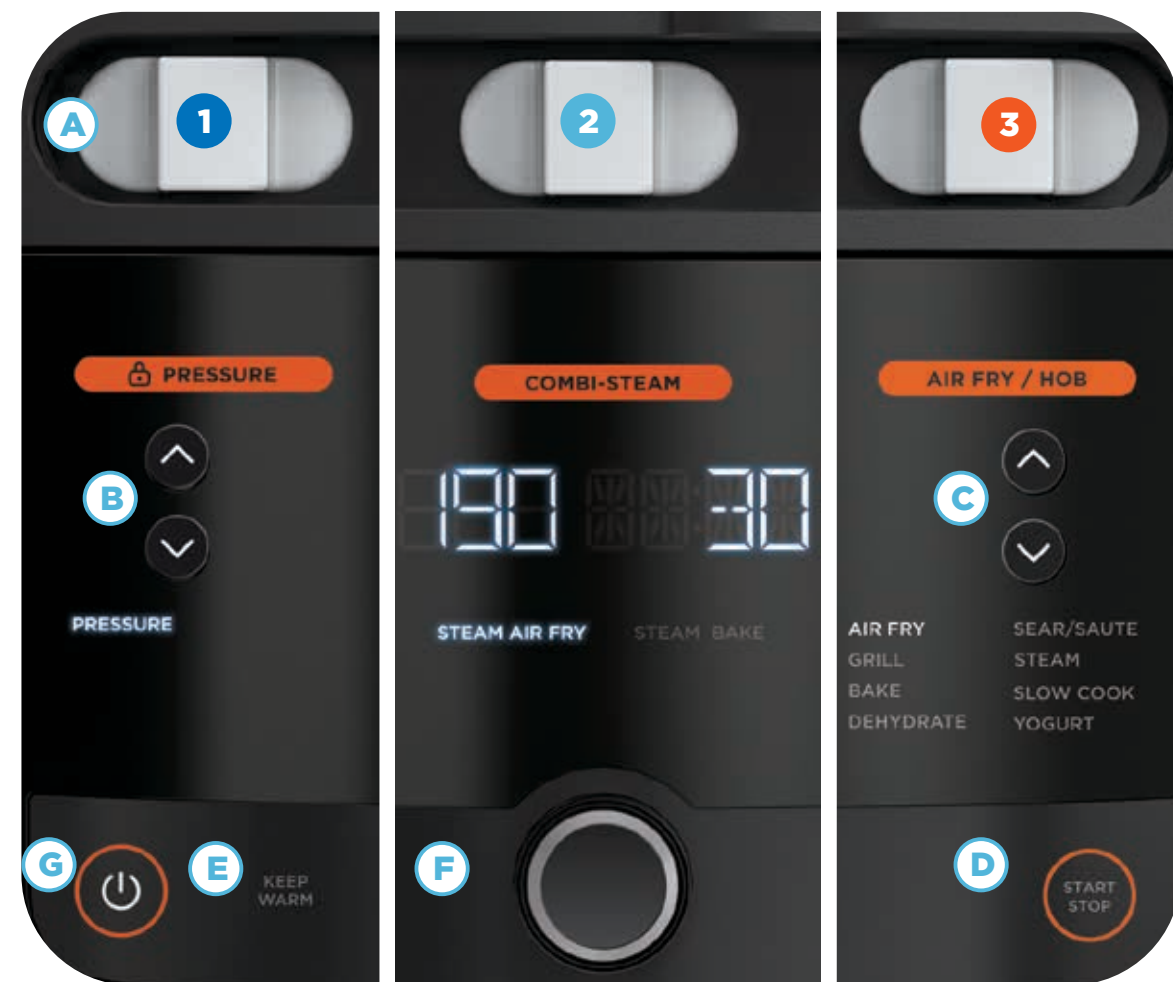 A
1
2
3
PRESSURE
COMBI-STEAM
AIR FRY / HOB
B
190
30
C
PRESSURE
STEAM AIR FRY
STEAM BAKE
AIR FRY
SEAR/SAUTE
GRILL
STEAM
BAKE
SLOW COOK
DEHYDRATE
YOGURT
G
E
KEEP
WARM
F
D
START
STOP